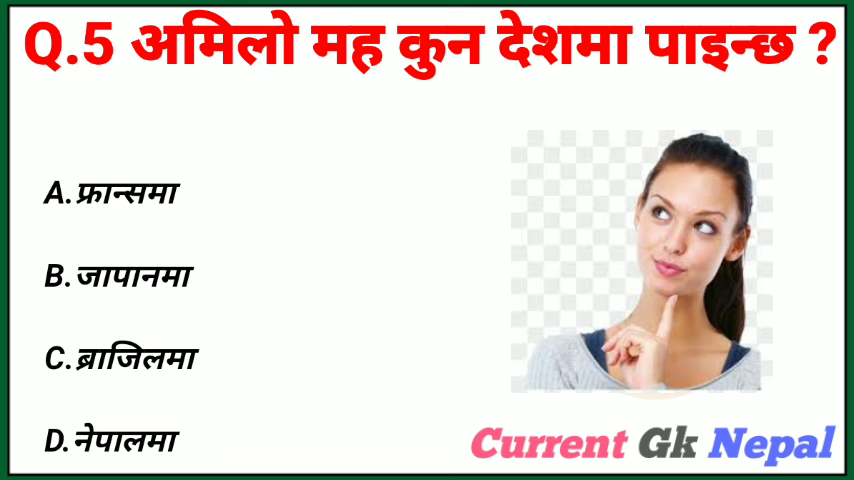 Q.5 अमिलो मह कुन देशमा पाइन्छ ?
A. फ्रान्समा
B. जापानमा
C. ब्राजिलमा
D. नेपालमा
Current Gk Nepal